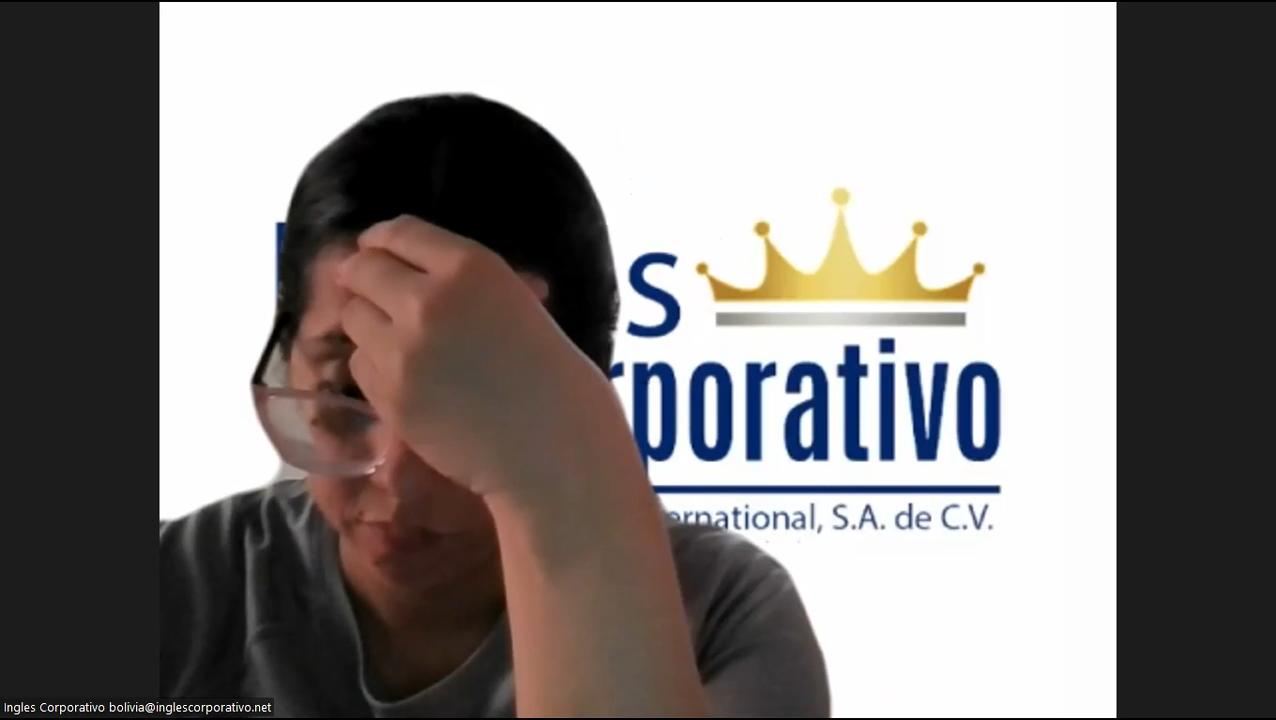 s
rporativo
ernational, S.A. de C.V.
Ingles Corporativo bolivia@inglescorporativo.net